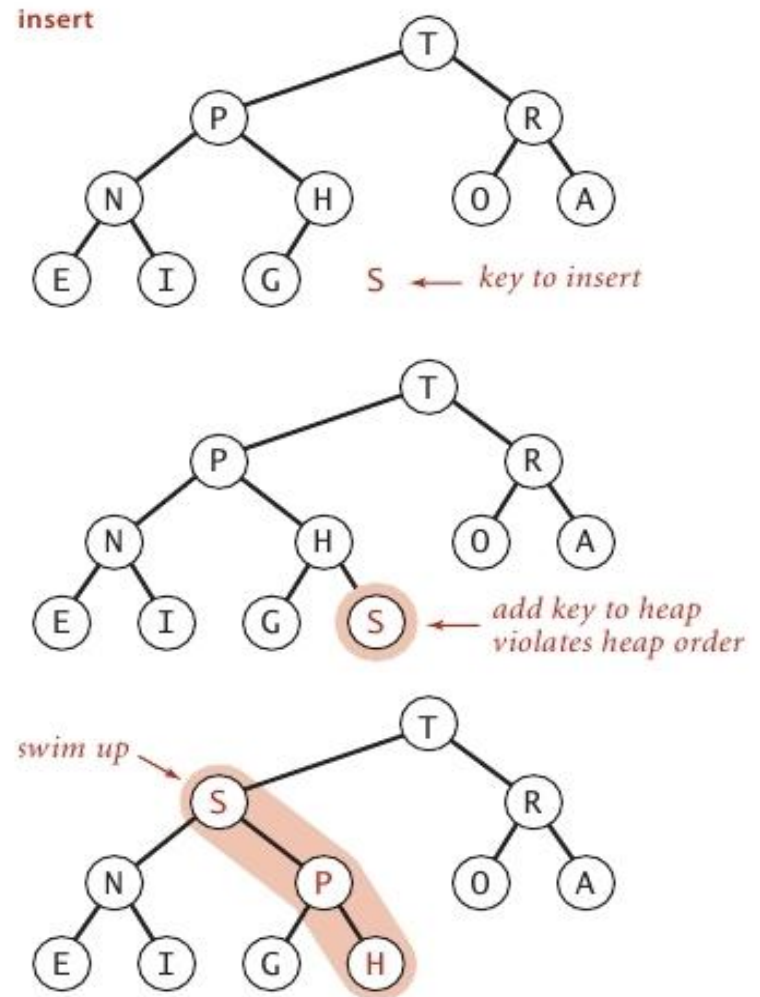 insert
T
P R
N H O A
E I G S key to insert
T
P R
N H O A
E I G S add key to heap
violates heap order
T
swim up
S R
N P O A
E I G H